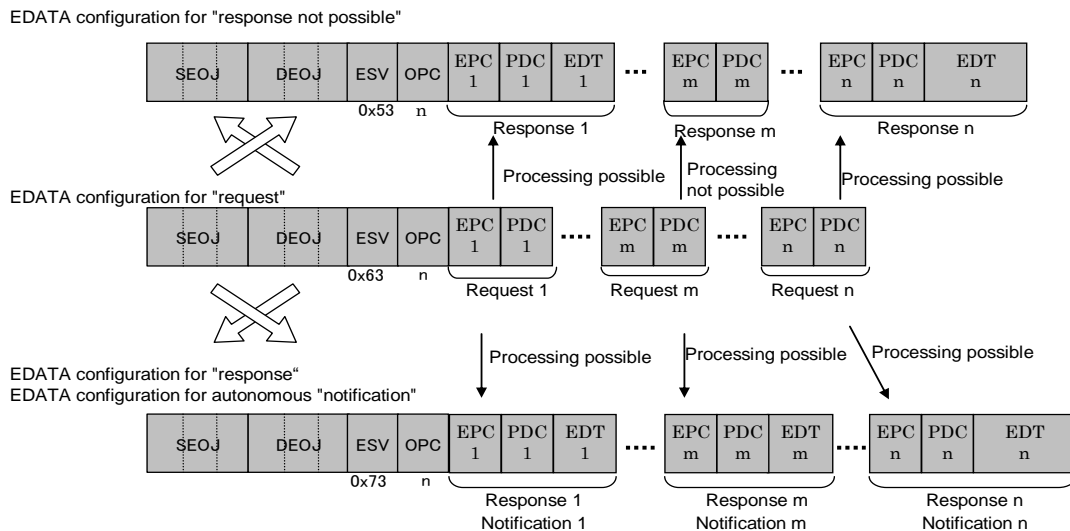 EDATA configuration for "response not possible"
SEOJ DEOJ ESV OPC EPC 1 PDC 1 EDT 1 ... EPC m PDC m ... EPC n PDC n EDT n
0x53 n
Response 1 Response m Response n
Processing possible Processing not possible Processing possible
EDATA configuration for "request"
SEOJ DEOJ ESV OPC EPC 1 PDC 1 .... EPC m PDC m .... EPC n PDC n
0x63 n
Request 1 Request m Request n
Processing possible Processing possible Processing possible
EDATA configuration for "response“
EDATA configuration for autonomous "notification"
SEOJ DEOJ ESV OPC EPC 1 PDC 1 EDT 1 .... EPC m PDC m EDT m .... EPC n PDC n EDT n
0x73 n
Response 1 Response m Response n
Notification 1 Notification m Notification n